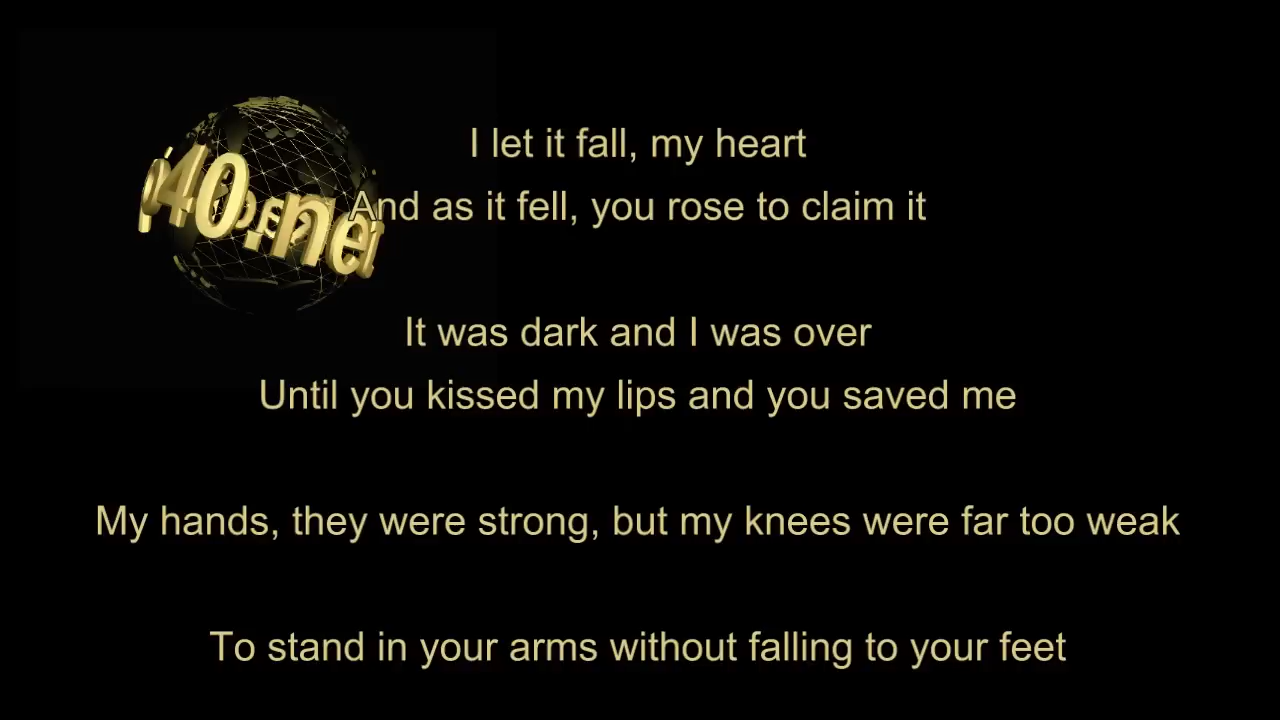 I let it fall, my heart
p40.net
And as it fell, you rose to claim it
It was dark and I was over
Until you kissed my lips and you saved me
My hands, they were strong, but my knees were far too weak
To stand in your arms without falling to your feet